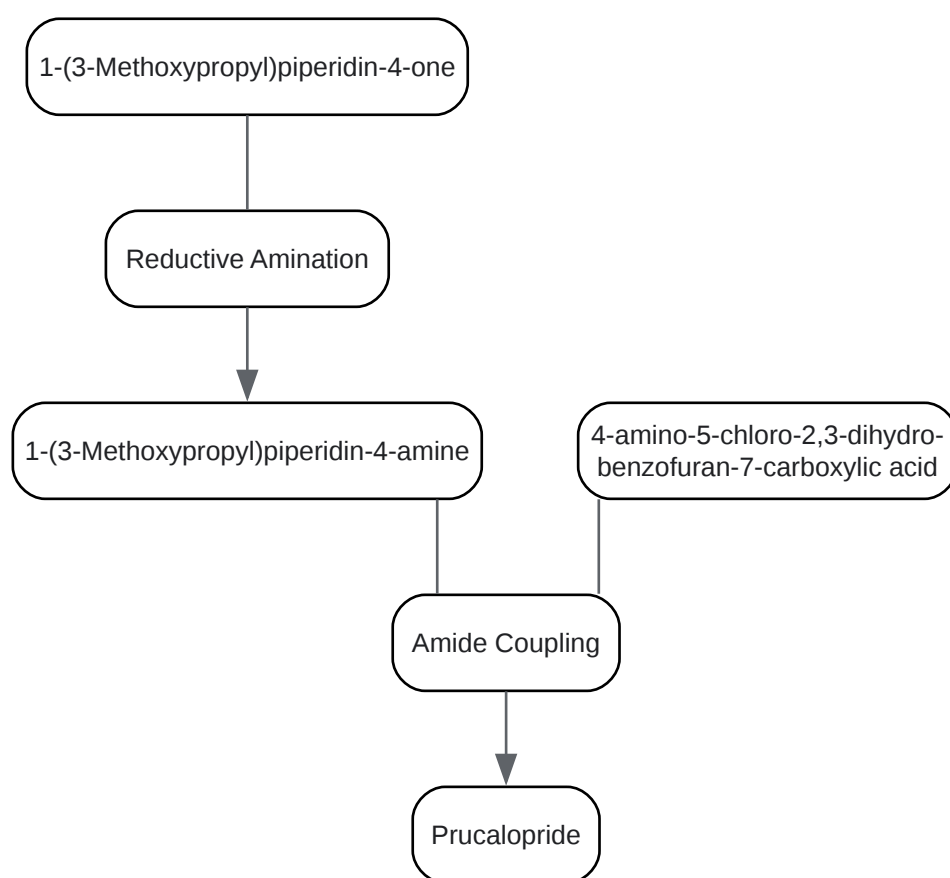 1-(3-Methoxypropyl)piperidin-4-one
Reductive Amination
1-(3-Methoxypropyl)piperidin-4-amine
4-amino-5-chloro-2,3-dihydro-
benzofuran-7-carboxylic acid
Amide Coupling
Prucalopride